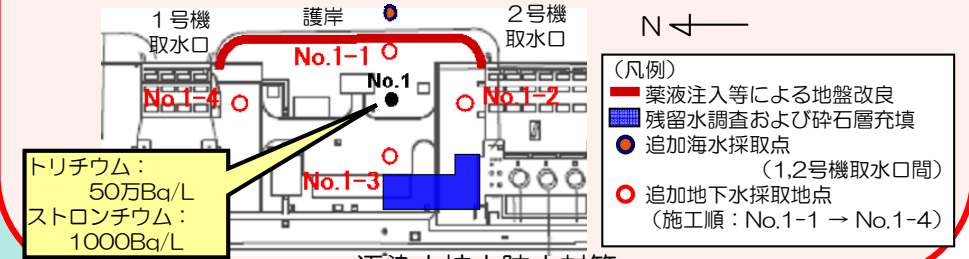 1号機
取水口
護岸
2号機
取水口
N
No.1-1
No.1
No.1-4
No.1-2
No.1-3
トリチウム:
50万Bq/L
ストロンチウム:
1000Bq/L
(凡例)
薬液注入等による地盤改良
残留水調査および砕石層充填
追加海水採取点
(1,2号機取水口間)
追加地下水採取地点
(施工順:No.1-1 → No.1-4)